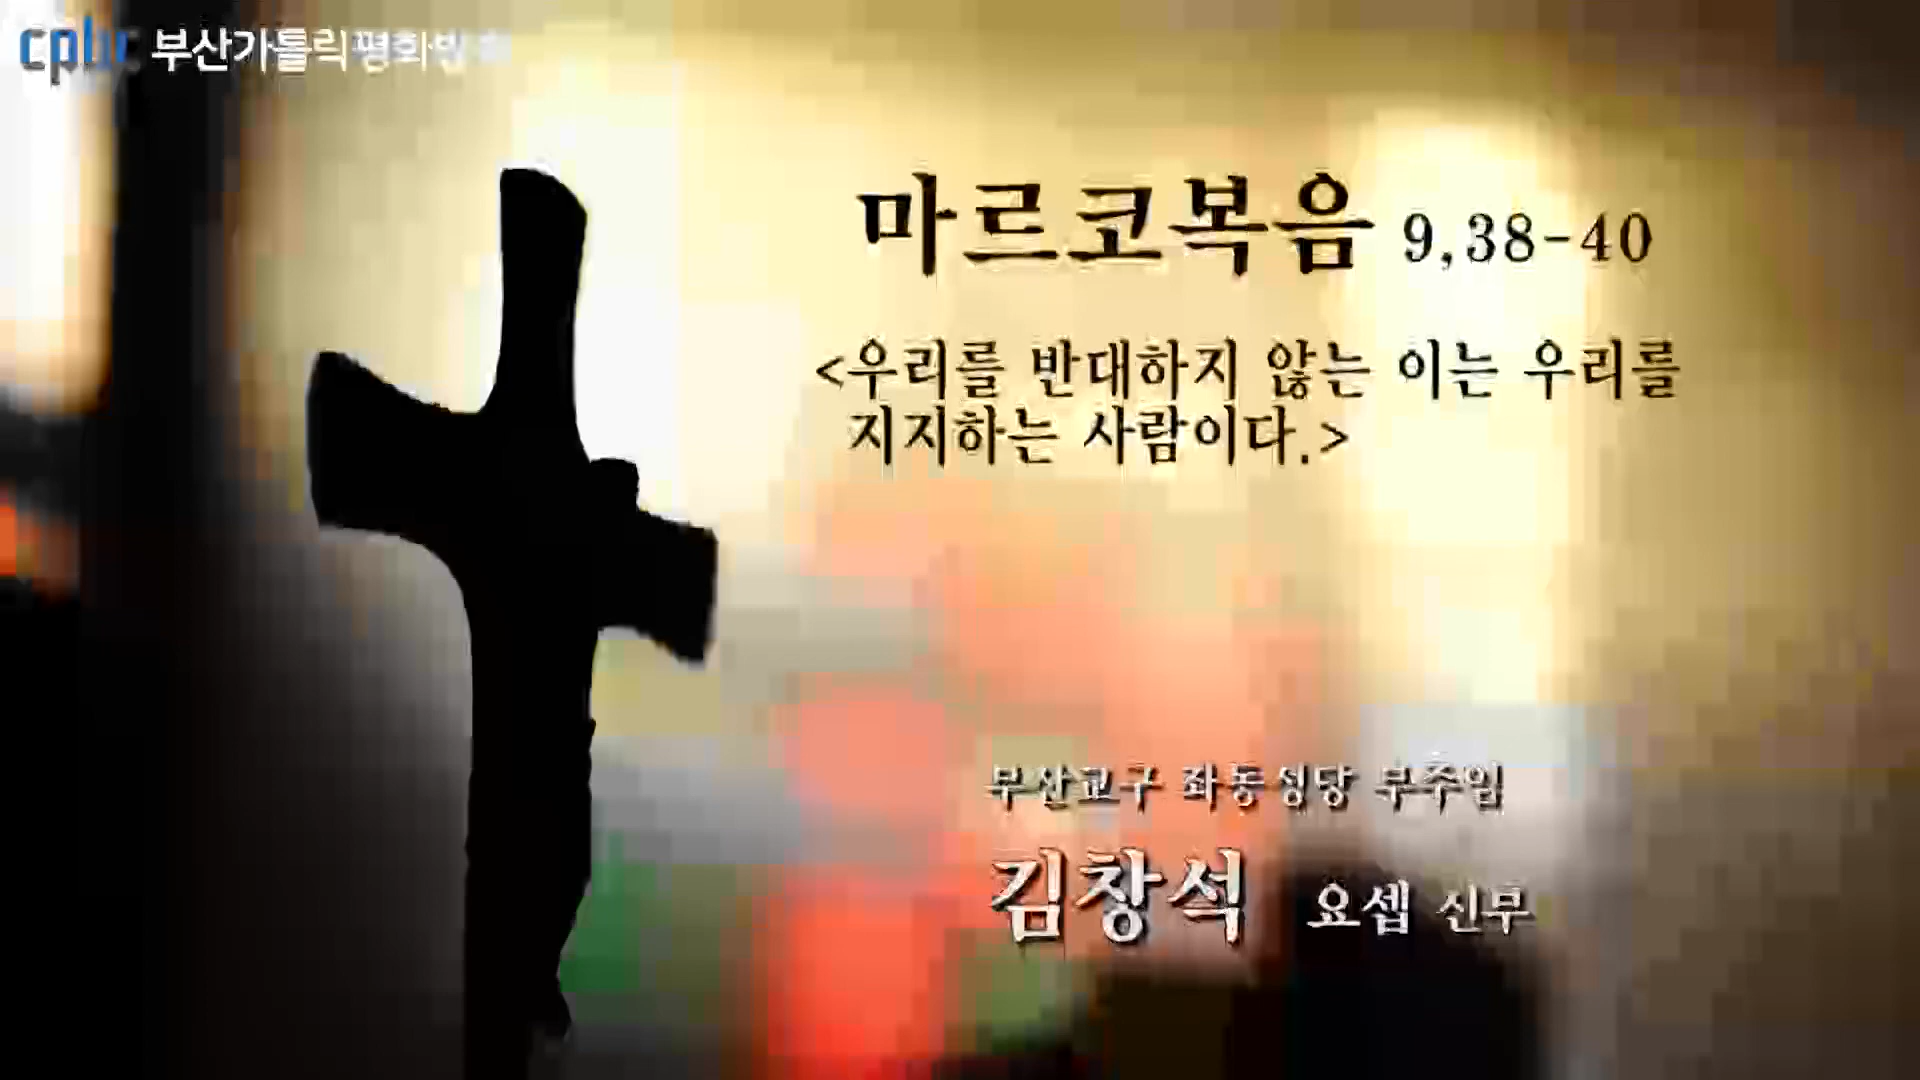 cpbc 부산가톨릭평화방송
마르코복음 9,38-40
<우리를 반대하지 않는 이는 우리를
지지하는 사람이다.>
부산교구 좌동성당 부주임
김창석 요셉 신부